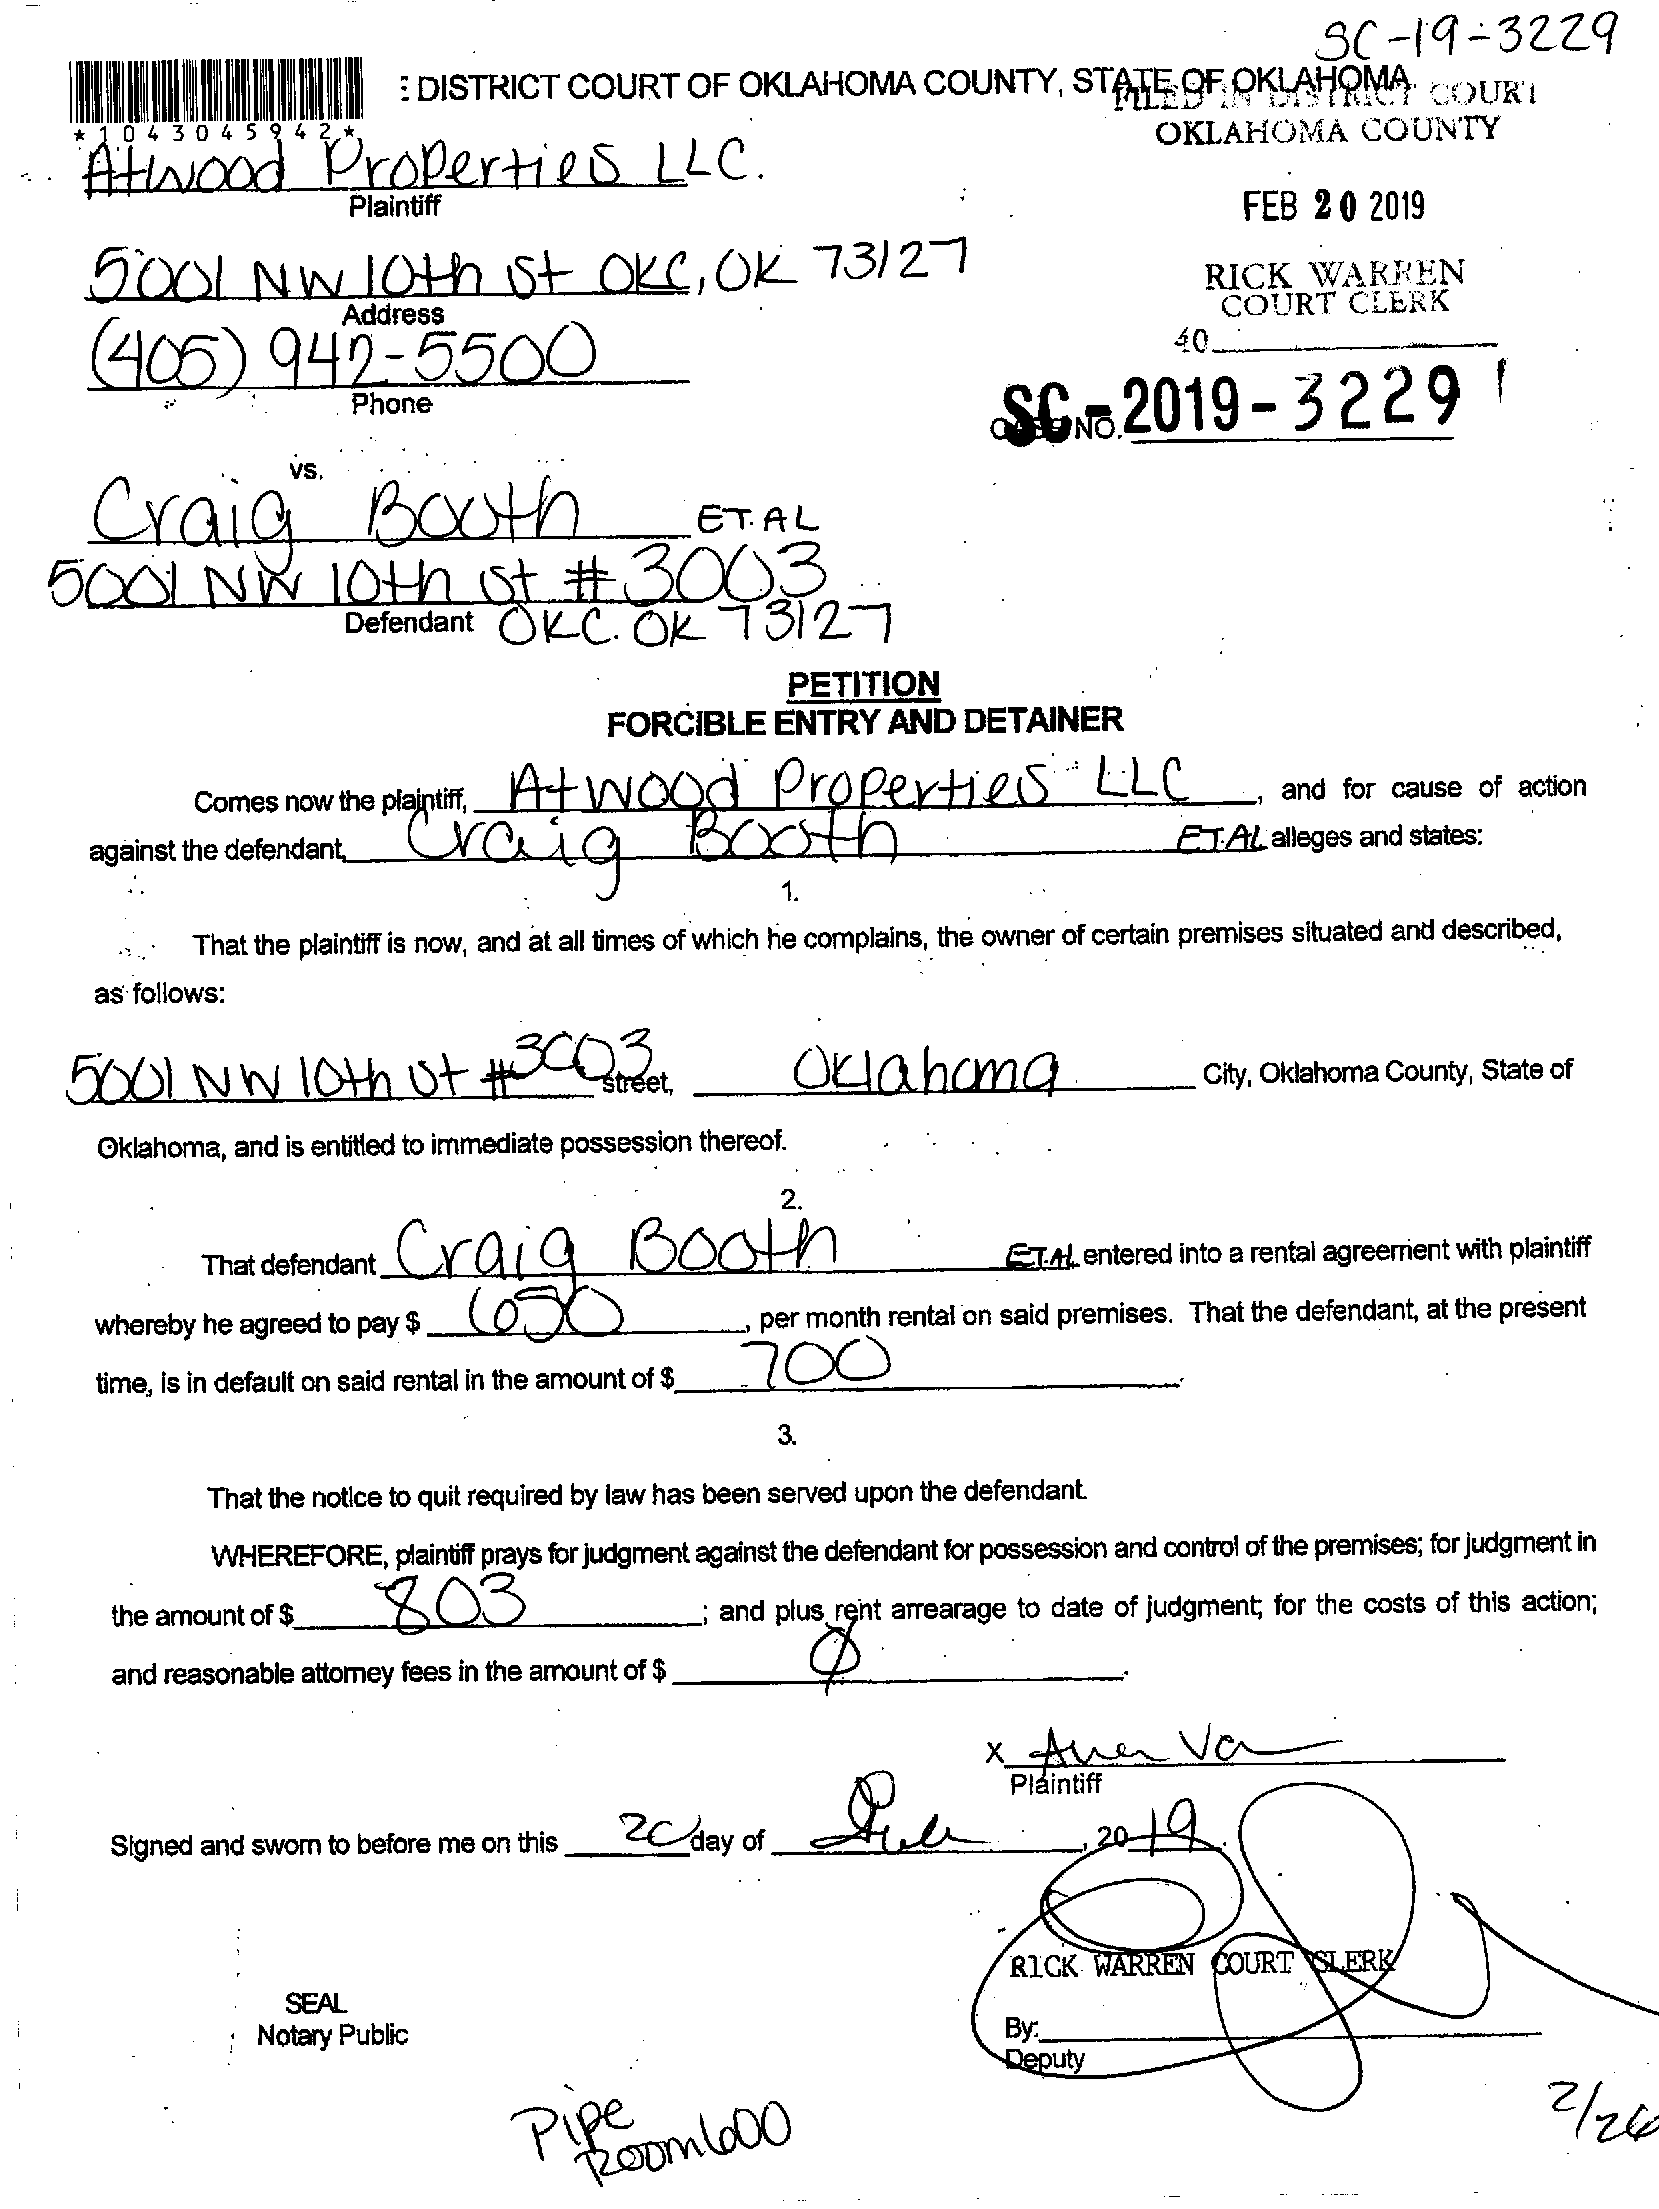 SC-19-3229
: DISTRICT COURT OF OKLAHOMA COUNTY, STATE OF OKLAHOMA
FILED IN DISTRICT COURT
OKLAHOMA COUNTY
*1043045942*
Atwood Properties LLC.
Plaintiff
FEB 20 2019
5001 NW 10th St OKC, OK 73127
Address
RICK WARREN
COURT CLERK
(405) 942-5500
Phone
40
SC-2019-3229
NO.
vs.
Craig Booth ET.AL
5001 NW 10th St #3003
Defendant OKC. OK 73127
PETITION
FORCIBLE ENTRY AND DETAINER
Comes now the plaintiff, Atwood Properties LLC, and for cause of action
against the defendant, Craig Booth ET.AL alleges and states:
1.
That the plaintiff is now, and at all times of which he complains, the owner of certain premises situated and described,
as follows:
5001 NW 10th St #3003 street, Oklahoma City, Oklahoma County, State of
Oklahoma, and is entitled to immediate possession thereof.
2.
That defendant Craig Booth ET.AL entered into a rental agreement with plaintiff
whereby he agreed to pay $ 650, per month rental on said premises. That the defendant, at the present
time, is in default on said rental in the amount of $ 700.
3.
That the notice to quit required by law has been served upon the defendant.
WHEREFORE, plaintiff prays for judgment against the defendant for possession and control of the premises; for judgment in
the amount of $ 803; and plus rent arrearage to date of judgment; for the costs of this action;
and reasonable attorney fees in the amount of $ Ø.
X
Plaintiff
Signed and sworn to before me on this 20 day of, 2019.
RICK WARREN COURT CLERK
SEAL
Notary Public
By:
Deputy
Pipe
Room 600
2/26